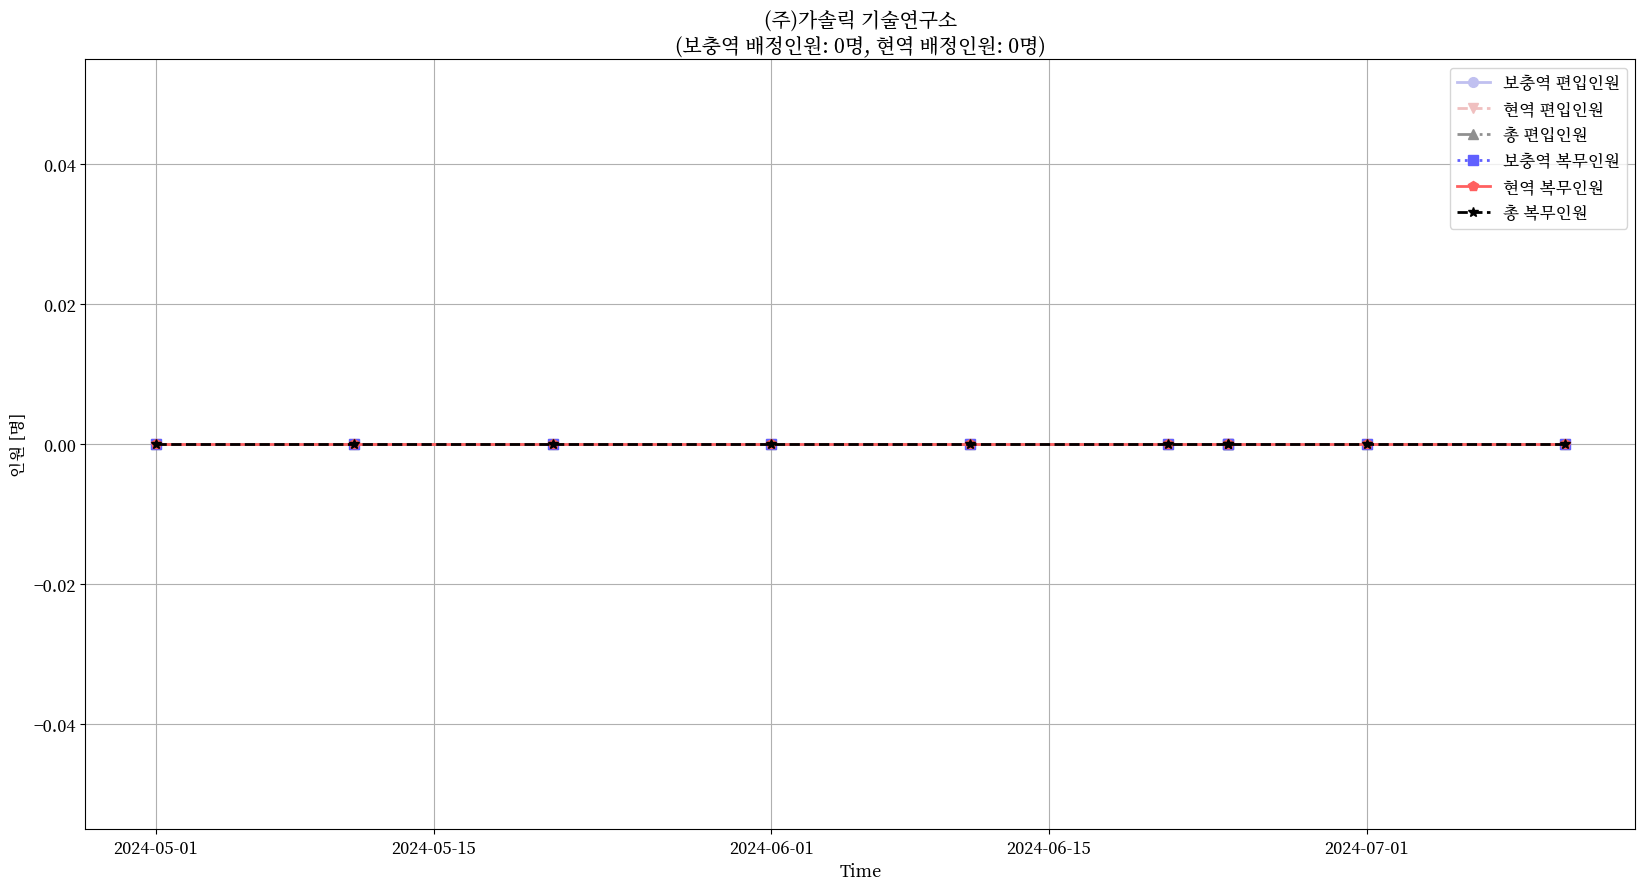 (주)가솔릭 기술연구소
(보충역 배정인원: 0명, 현역 배정인원: 0명)
보충역 편입인원
현역 편입인원
총 편입인원
보충역 복무인원
현역 복무인원
총 복무인원
0.04
0.02
0.00
−0.02
−0.04
인원 [명]
2024-05-01 2024-05-15 2024-06-01 2024-06-15 2024-07-01
Time